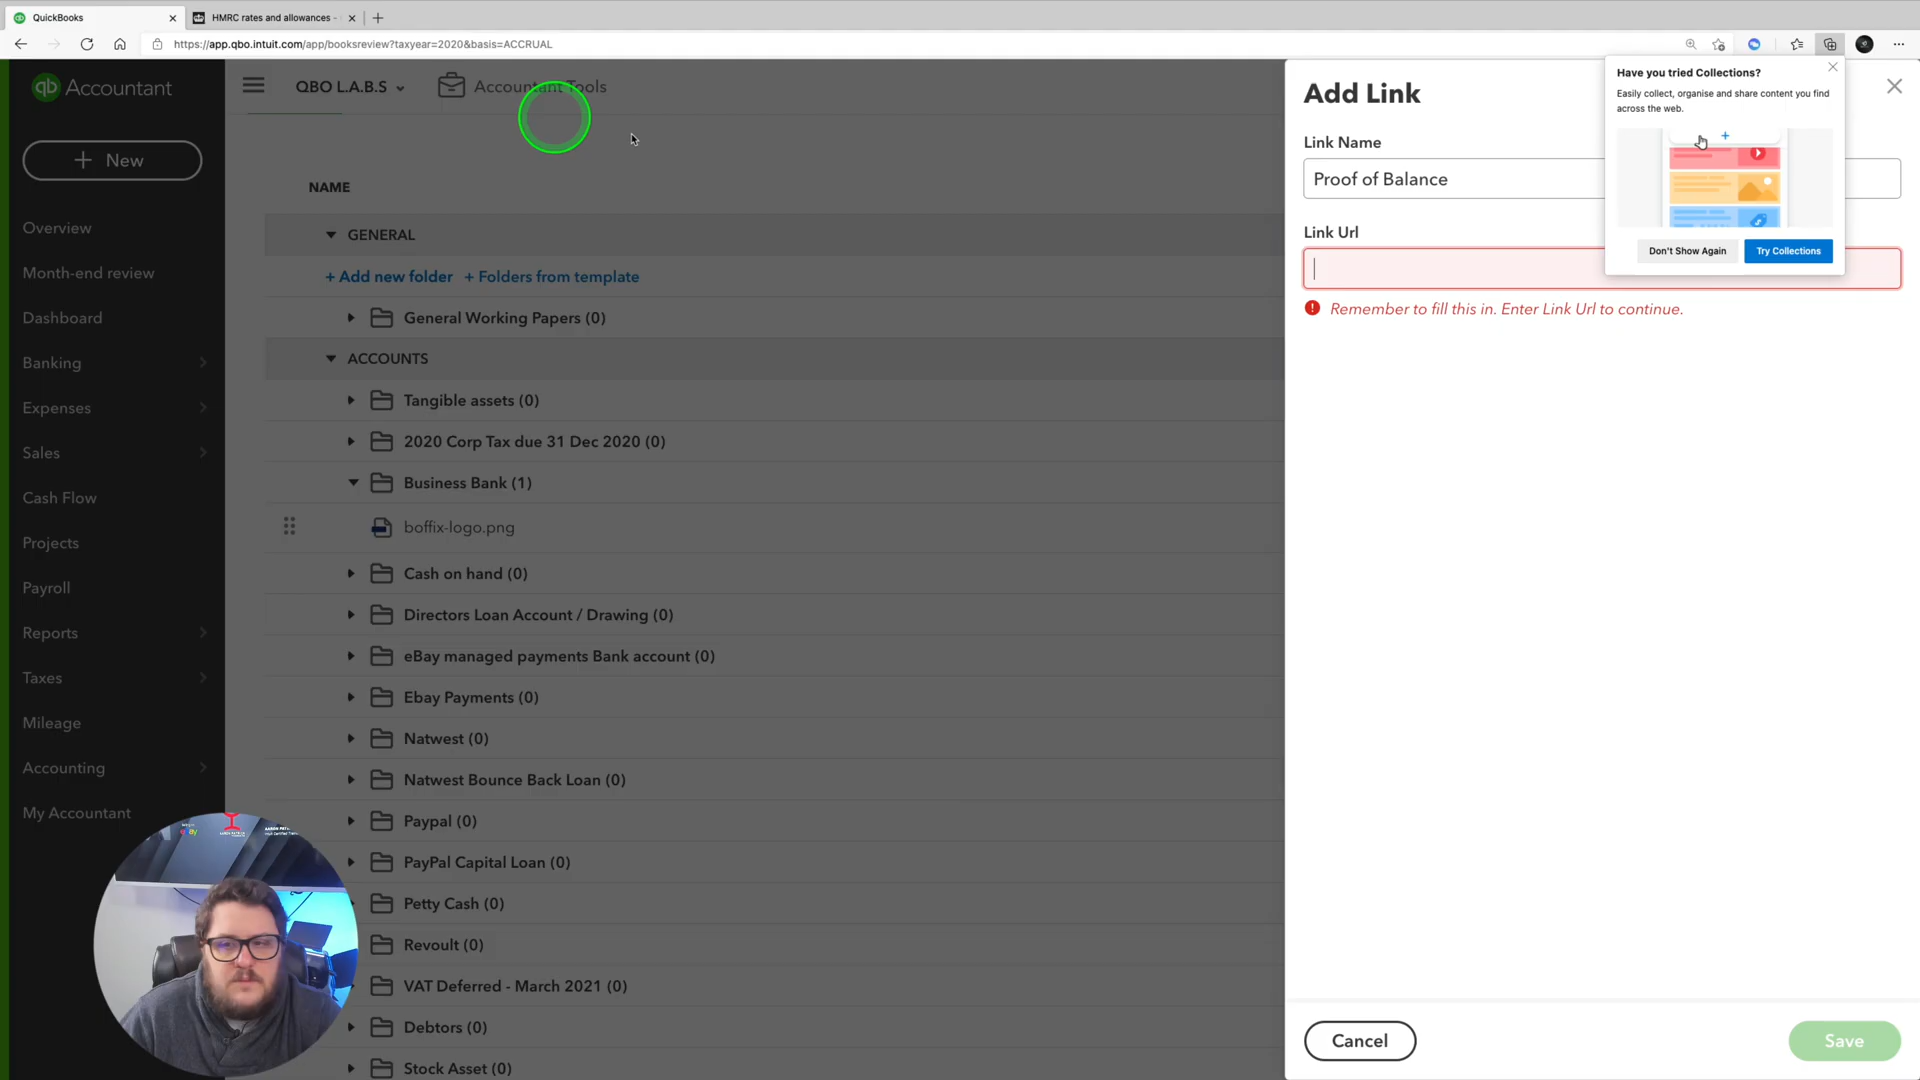 QuickBooks
HMRC rates and allowances -
https://app.qbo.intuit.com/app/booksreview?taxyear=2020&basis=ACCRUAL
qb Accountant
QBO L.A.B.S
Accountant Tools
New
Overview
Month-end review
Dashboard
Banking
Expenses
Sales
Cash Flow
Projects
Payroll
Reports
Taxes
Mileage
Accounting
My Accountant
NAME
GENERAL
+ Add new folder + Folders from template
General Working Papers (0)
ACCOUNTS
Tangible assets (0)
2020 Corp Tax due 31 Dec 2020 (0)
Business Bank (1)
boffix-logo.png
Cash on hand (0)
Directors Loan Account / Drawing (0)
eBay managed payments Bank account (0)
Ebay Payments (0)
Natwest (0)
Natwest Bounce Back Loan (0)
Paypal (0)
PayPal Capital Loan (0)
Petty Cash (0)
Revoult (0)
VAT Deferred - March 2021 (0)
Debtors (0)
Stock Asset (0)
Add Link
Link Name
Proof of Balance
Link Url
Remember to fill this in. Enter Link Url to continue.
Cancel
Save
Have you tried Collections?
Easily collect, organise and share content you find
across the web.
Don't Show Again
Try Collections
ebay